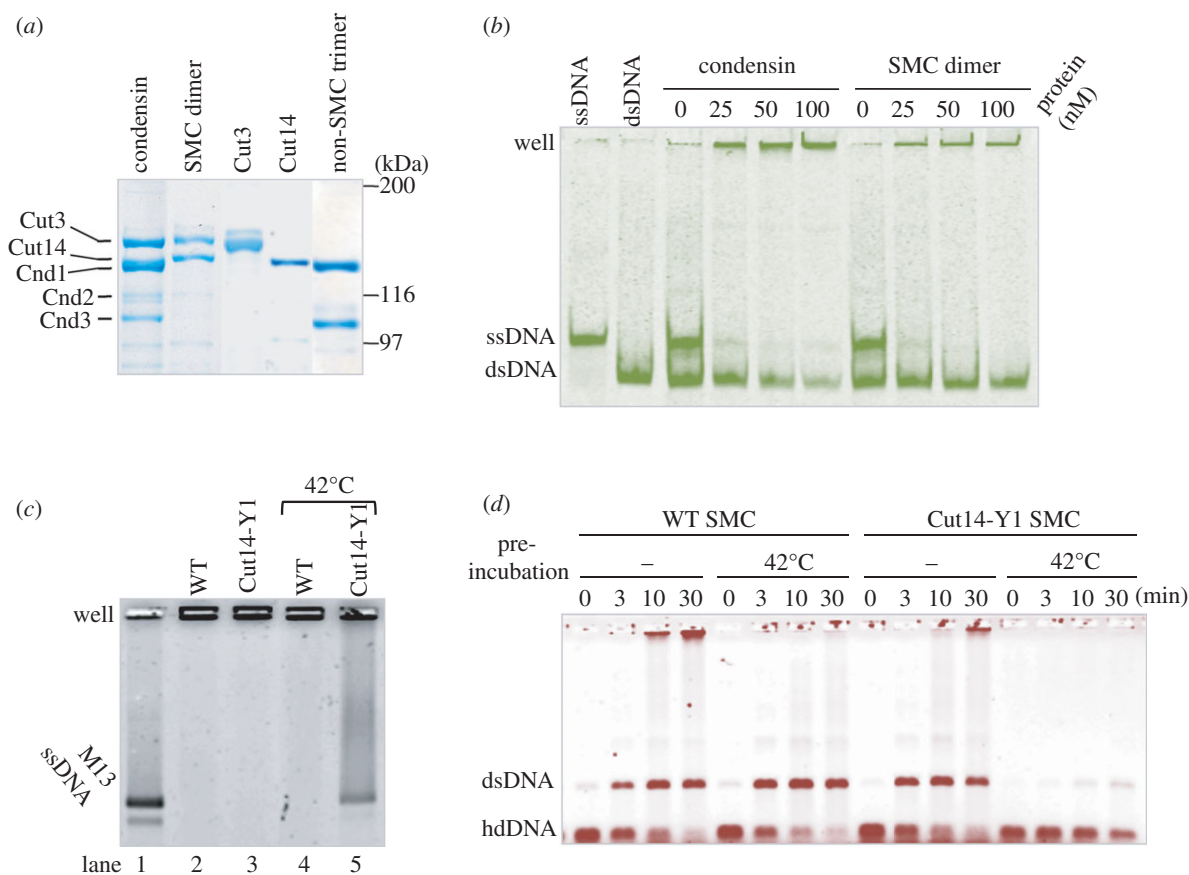 (a)
condensin
SMC dimer
Cut3
Cut14
non-SMC trimer
(kDa)
200
Cut3
Cut14
Cnd1
Cnd2
Cnd3
116
97
(b)
ssDNA
dsDNA
condensin
SMC dimer
protein (nM)
0 25 50 100 0 25 50 100
well
ssDNA
dsDNA
(c)
42°C
WT
Cut14-Y1
WT
Cut14-Y1
well
M13 ssDNA
lane 1 2 3 4 5
(d)
WT SMC Cut14-Y1 SMC
pre-
incubation – 42°C – 42°C
0 3 10 30 0 3 10 30 0 3 10 30 0 3 10 30 (min)
dsDNA
hdDNA